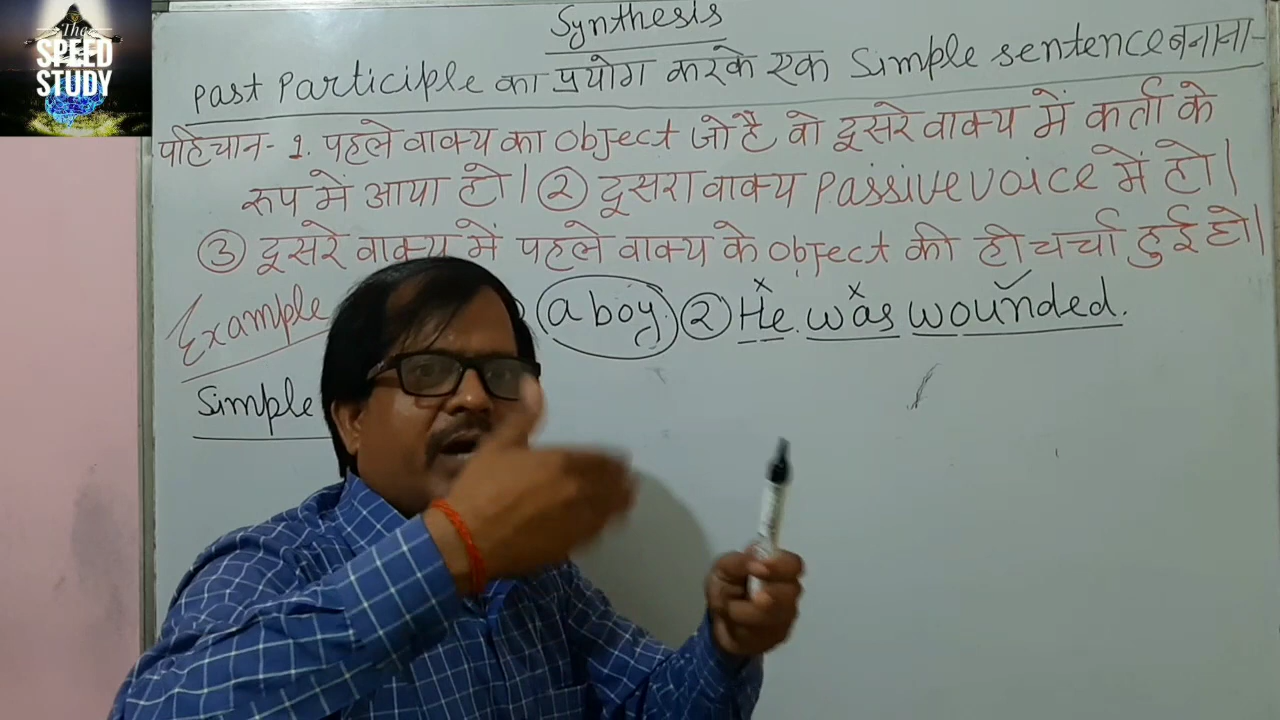 The
SPEED
STUDY
Synthesis
Past Participle का प्रयोग करके एक Simple sentence बनाना-
पहिचान- 1. पहले वाक्य का object जो है वो दूसरे वाक्य में कर्ता के
रूप में आया हो। ② दूसरा वाक्य Passive voice में हो।
③ दूसरे वाक्य में पहले वाक्य के object की ही चर्चा हुई हो।
Example a boy. ② He was wounded.
Simple